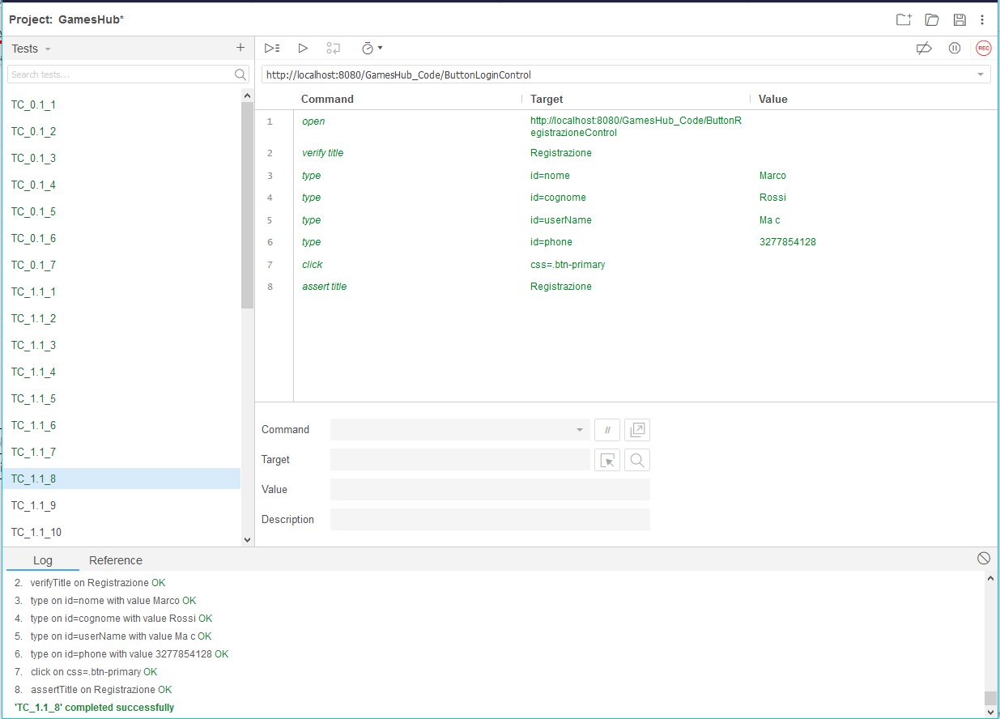 Project: GamesHub*
Tests
Search tests...
TC_0.1_1
TC_0.1_2
TC_0.1_3
TC_0.1_4
TC_0.1_5
TC_0.1_6
TC_0.1_7
TC_1.1_1
TC_1.1_2
TC_1.1_3
TC_1.1_4
TC_1.1_5
TC_1.1_6
TC_1.1_7
TC_1.1_8
TC_1.1_9
TC_1.1_10
REC
http://localhost:8080/GamesHub_Code/ButtonLoginControl
Command Target Value
1 open http://localhost:8080/GamesHub_Code/ButtonR
egistrazioneControl
2 verify title Registrazione
3 type id=nome Marco
4 type id=cognome Rossi
5 type id=userName Ma c
6 type id=phone 3277854128
7 click css=.btn-primary
8 assert title Registrazione
Command //
Target
Value
Description
Log Reference
2. verifyTitle on Registrazione OK
3. type on id=nome with value Marco OK
4. type on id=cognome with value Rossi OK
5. type on id=userName with value Ma c OK
6. type on id=phone with value 3277854128 OK
7. click on css=.btn-primary OK
8. assertTitle on Registrazione OK
'TC_1.1_8' completed successfully